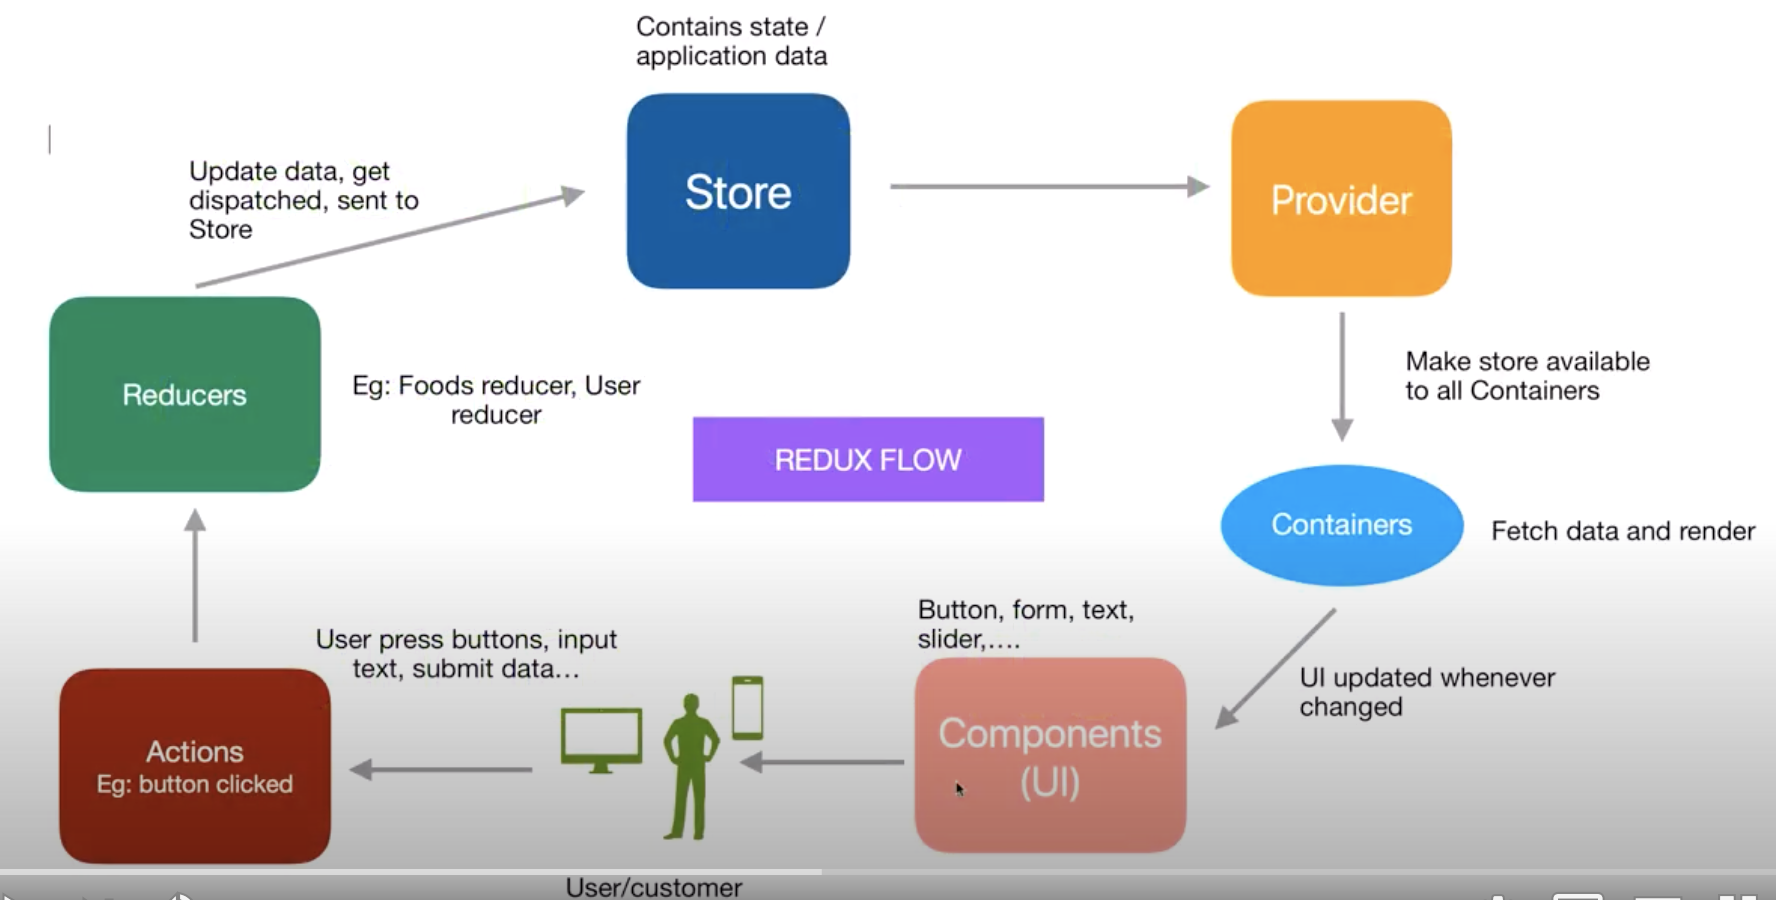 Contains state /
application data
Store
Provider
Update data, get
dispatched, sent to
Store
Reducers
Eg: Foods reducer, User
reducer
REDUX FLOW
Make store available
to all Containers
Containers
Fetch data and render
Button, form, text,
slider,....
UI updated whenever
changed
Components
(UI)
User press buttons, input
text, submit data...
Actions
Eg: button clicked
User/customer